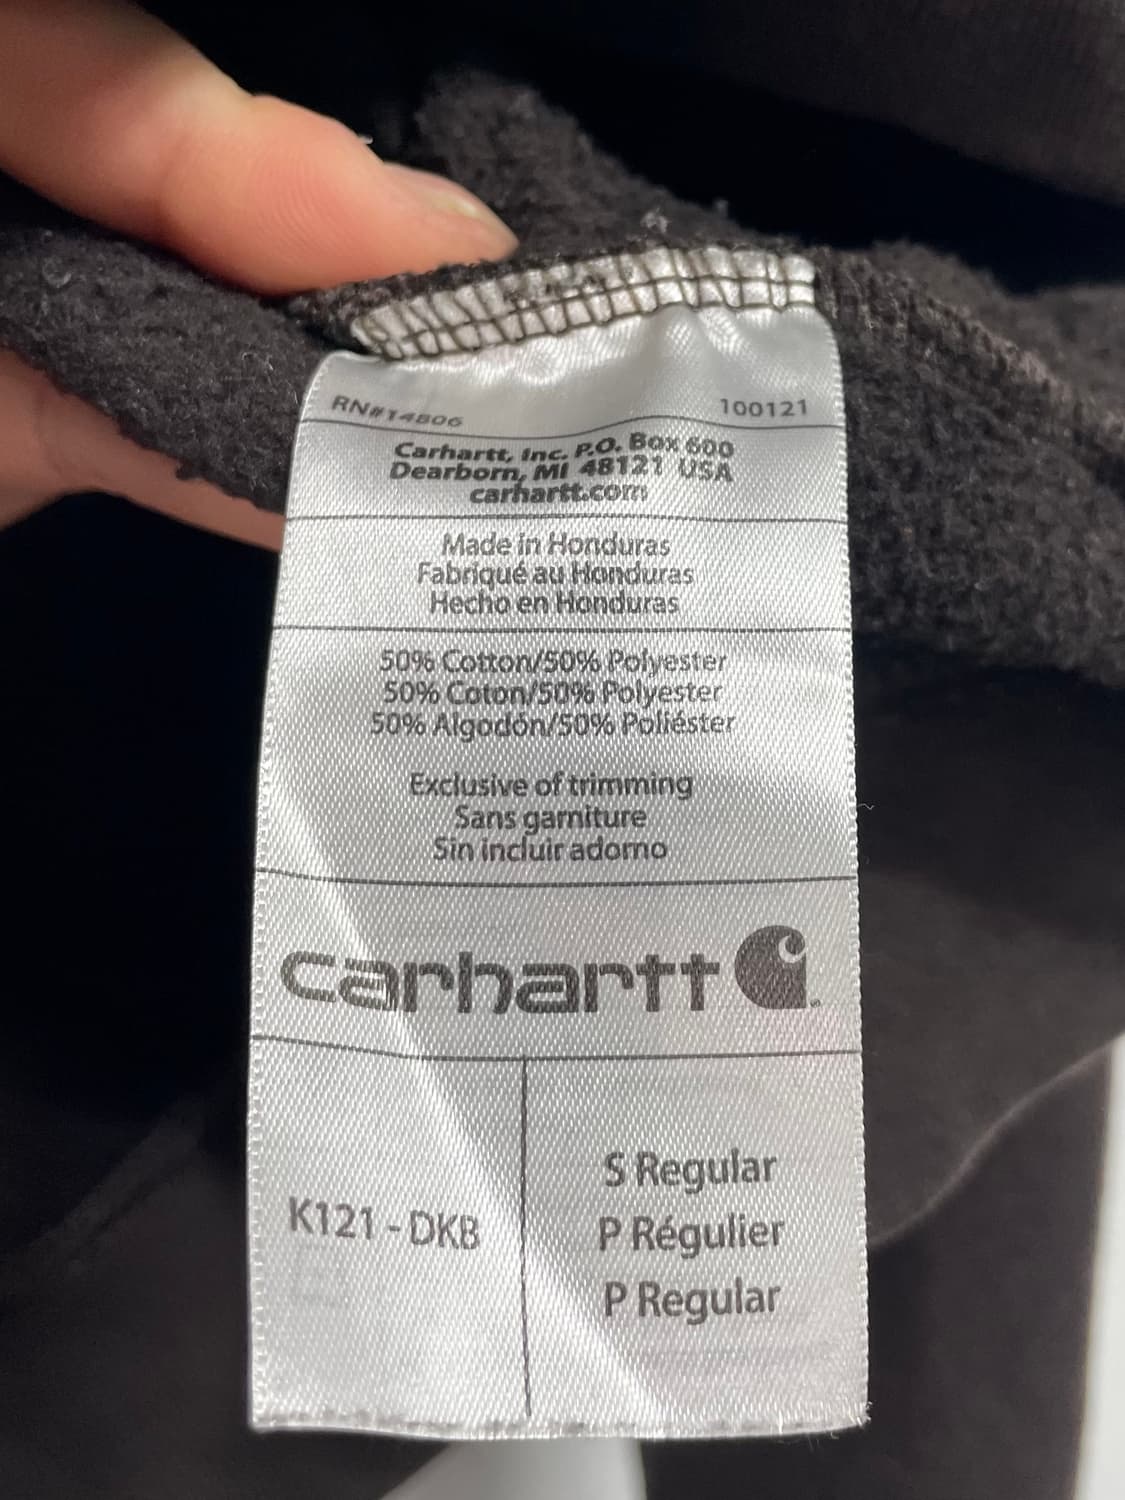 RN#14806 100121
Carhartt, Inc. P.O. Box 600
Dearborn, MI 48121 USA
carhartt.com
Made in Honduras
Fabriqué au Honduras
Hecho en Honduras
50% Cotton/50% Polyester
50% Coton/50% Polyester
50% Algodón/50% Poliéster
Exclusive of trimming
Sans garniture
Sin incluir adorno
carhartt
K121 - DKB
S Regular
P Régulier
P Regular